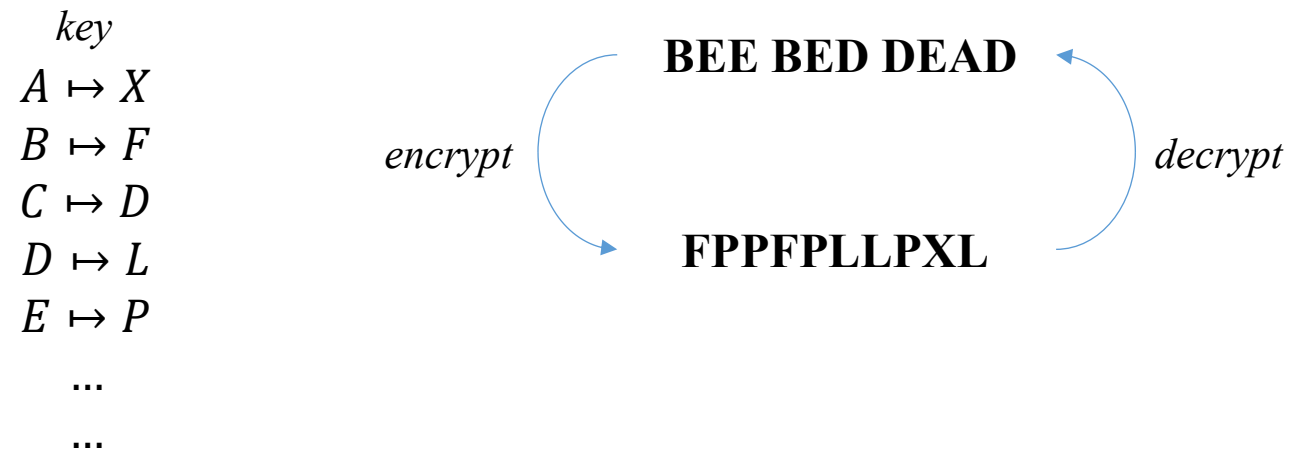 key
A ↦ X
B ↦ F
C ↦ D
D ↦ L
E ↦ P
...
...
BEE BED DEAD
encrypt
decrypt
FPPFPLLPXL